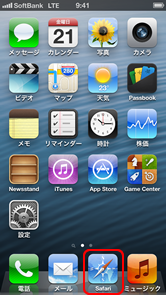 SoftBank LTE 9:41
メッセージ カレンダー 写真 カメラ
ビデオ マップ 天気 Passbook
メモ リマインダー 時計 株価
Newsstand iTunes App Store Game Center
設定
電話 メール Safari ミュージック